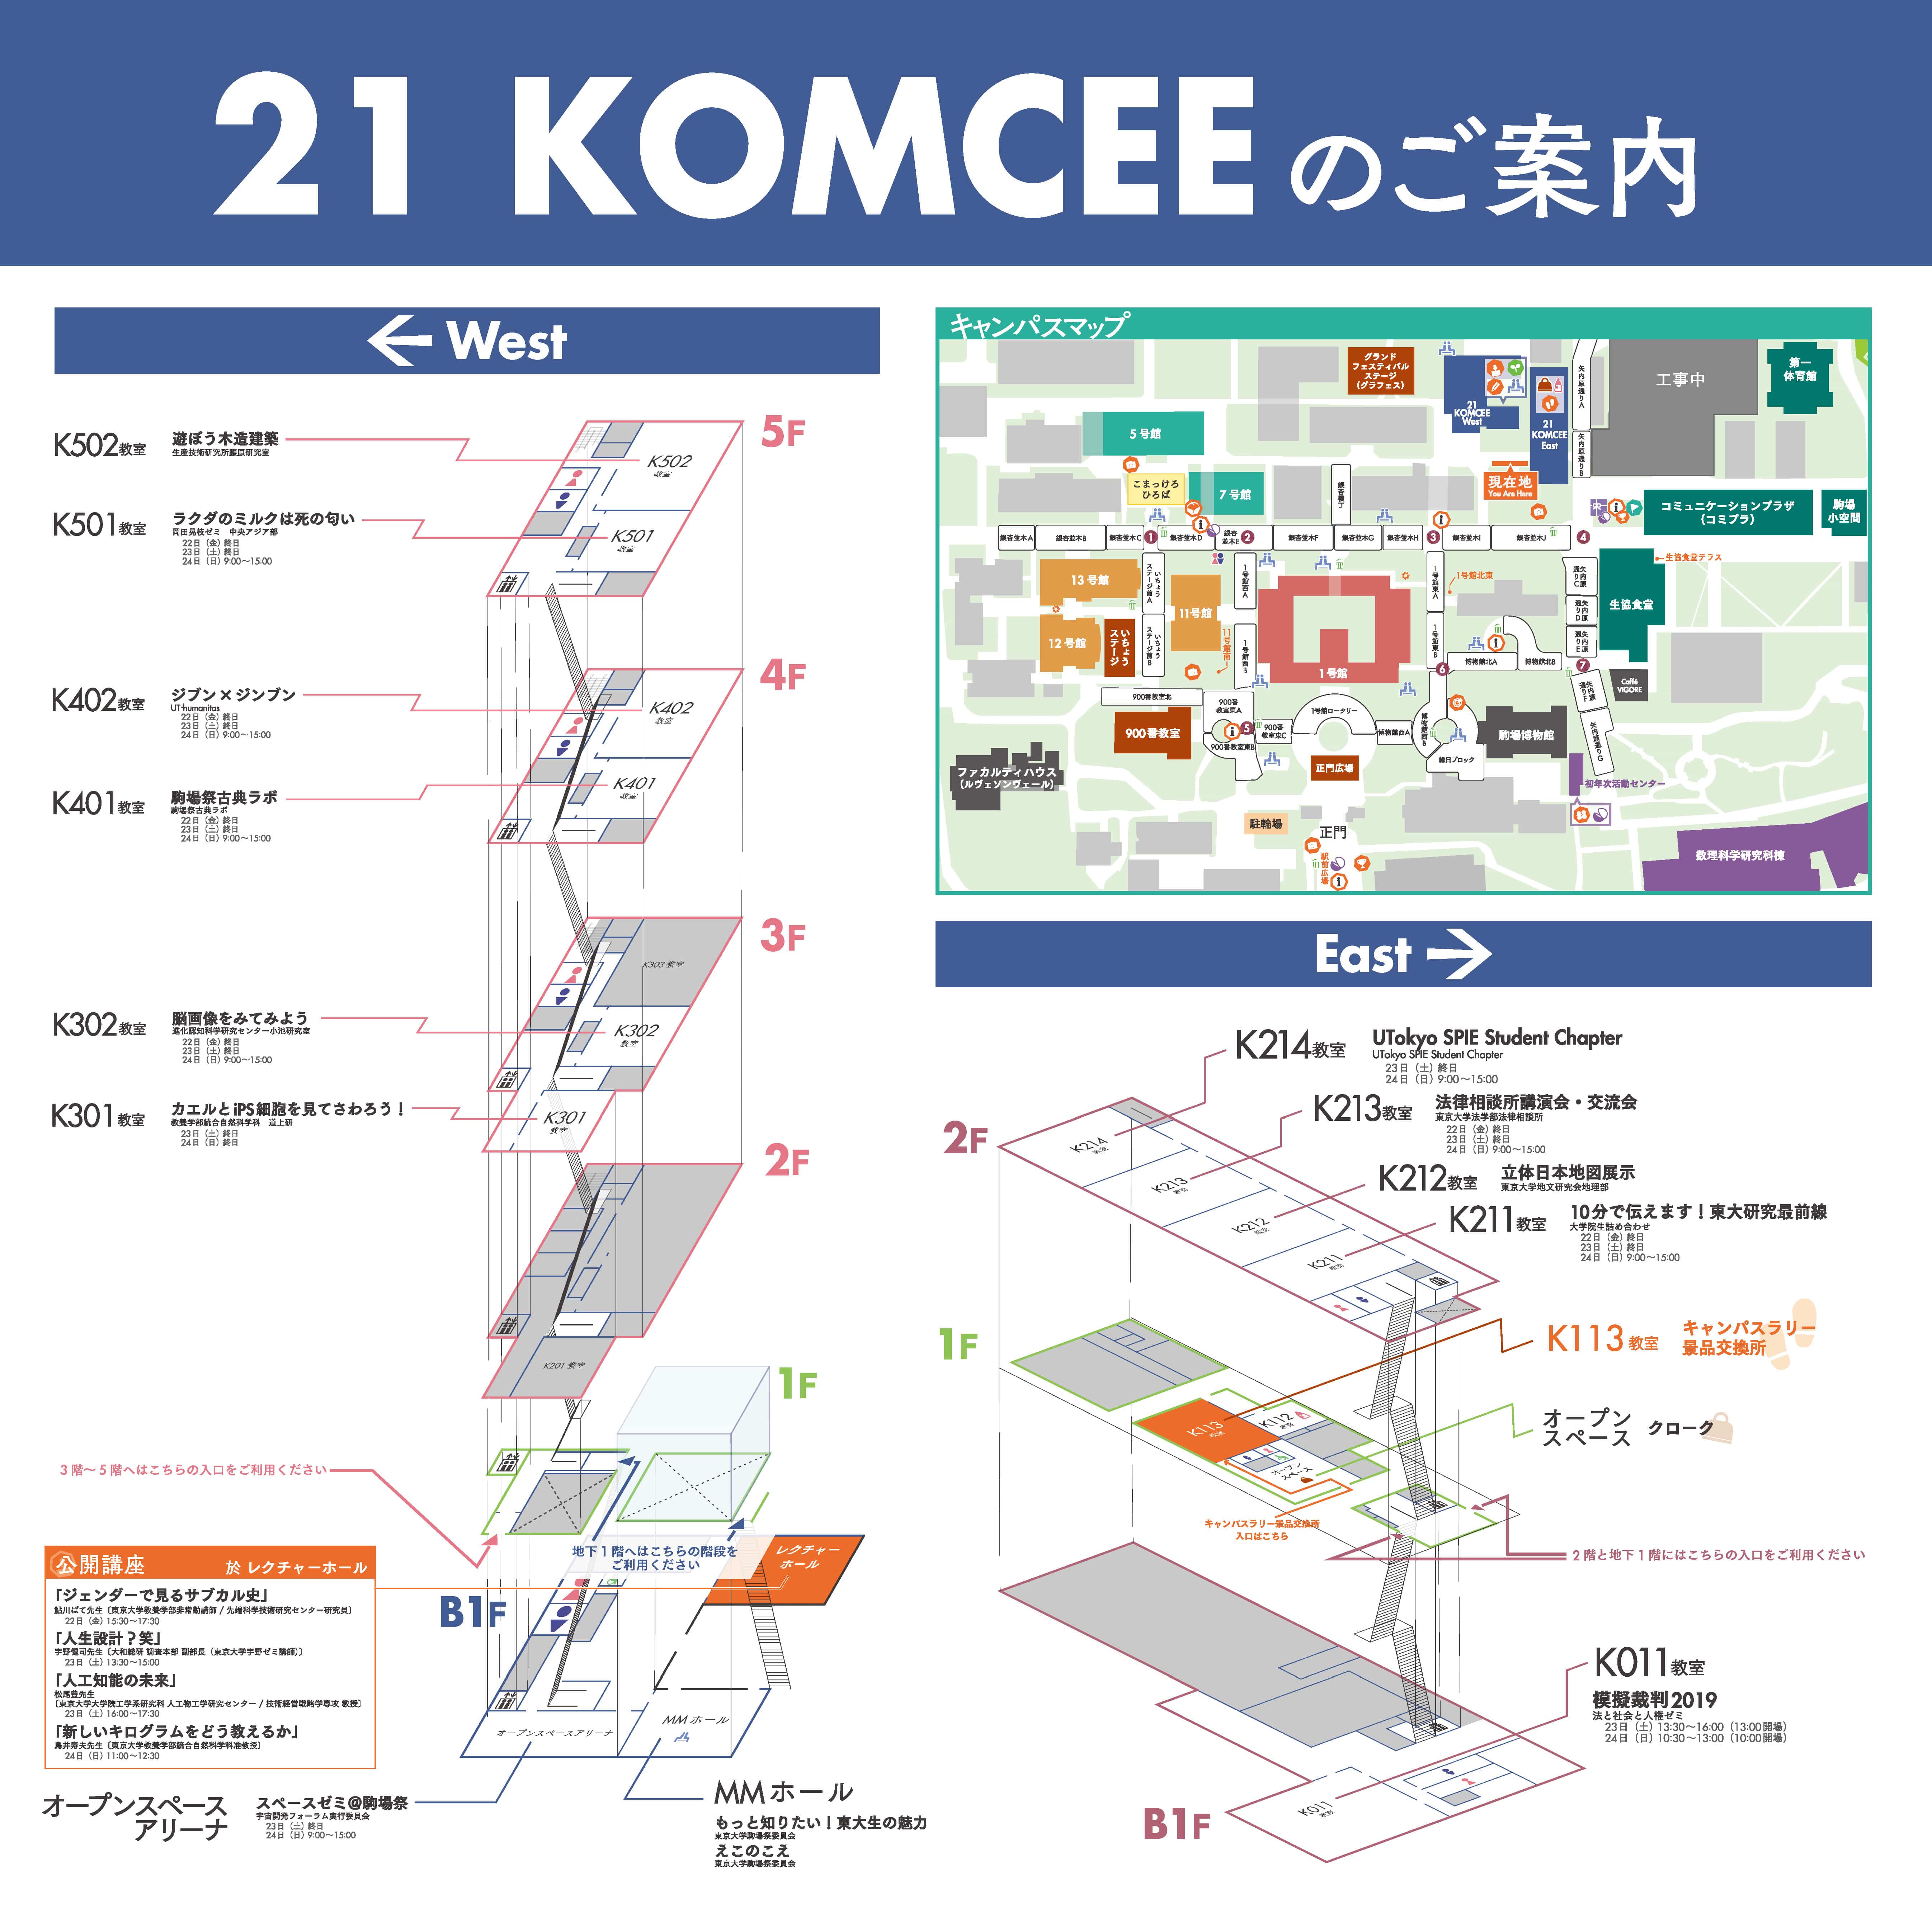 21 KOMCEE のご案内
← West
5F
K502教室
遊ぼう木造建築
生産技術研究所腰原研究室
K502
教室
K501教室
ラクダのミルクは死の匂い
岡田晃枝ゼミ 中央アジア部
22日（金）終日
23日（土）終日
24日（日）9:00〜15:00
K501
教室
4F
K402教室
ジブン×ジンブン
UT-humanitas
22日（金）終日
23日（土）終日
24日（日）9:00〜15:00
K402
教室
K401教室
駒場祭古典ラボ
駒場祭古典ラボ
22日（金）終日
23日（土）終日
24日（日）9:00〜15:00
K401
教室
3F
K303 教室
K302教室
脳画像をみてみよう
進化認知科学研究センター小池研究室
22日（金）終日
23日（土）終日
24日（日）9:00〜15:00
K302
教室
K301教室
カエルとiPS細胞を見てさわろう！
教養学部統合自然科学科 道上研
23日（土）終日
24日（日）終日
K301
教室
2F
K201 教室
1F
3階〜5階へはこちらの入口をご利用ください
地下1階へはこちらの階段を
ご利用ください
レクチャー
ホール
B1F
公開講座 於 レクチャーホール
「ジェンダーで見るサブカル史」
鮎川ぱて先生〔東京大学教養学部非常勤講師 / 先端科学技術研究センター研究員〕
22日（金）15:30〜17:30
「人生設計？笑」
宇野健司先生〔大和総研 調査本部 副部長（東京大学宇野ゼミ講師）〕
23日（土）13:30〜15:00
「人工知能の未来」
松尾豊先生
〔東京大学大学院工学系研究科 人工物工学研究センター / 技術経営戦略学専攻 教授〕
23日（土）16:00〜17:30
「新しいキログラムをどう教えるか」
鳥井寿夫先生〔東京大学教養学部統合自然科学科准教授〕
24日（日）11:00〜12:30
オープンスペースアリーナ
MMホール
オープンスペース
アリーナ
スペースゼミ@駒場祭
宇宙開発フォーラム実行委員会
23日（土）終日
24日（日）9:00〜15:00
MMホール
もっと知りたい！東大生の魅力
東京大学駒場祭委員会
えこのこえ
東京大学駒場祭委員会
キャンパスマップ
グランド
フェスティバル
ステージ
（グラフェス）
21
KOMCEE
West
21
KOMCEE
East
矢内原通りA
矢内原通りB
工事中
第一
体育館
5号館
こまっけろ
ひろば
7号館
銀杏横丁
現在地
You Are Here
コミュニケーションプラザ
（コミプラ）
駒場
小空間
銀杏並木A
銀杏並木B
銀杏並木C
1
銀杏並木D
銀杏
並木E
2
銀杏並木F
銀杏並木G
銀杏並木H
3
銀杏並木I
銀杏並木J
4
13号館
12号館
いちょう
ステージ
いちょう
ステージ前A
いちょう
ステージ前B
11号館
11号館南
1号館西A
1号館西B
1号館
1号館東A
1号館東B
1号館北東
矢内原
通りC
矢内原
通りD
矢内原
通りE
生協食堂テラス
生協食堂
6
博物館北A
博物館北B
7
矢内原
通りF
Caffé
VIGORE
900番教室北
900番教室
900番
教室東A
5
900番
教室東C
900番教室東B
1号館ロータリー
博物館西A
博物館西B
縁日ブロック
駒場博物館
矢内原通りG
ファカルティハウス
（ルヴェソンヴェール）
正門広場
初年次活動センター
駐輪場
正門
駅前広場
数理科学研究科棟
East →
2F
K214教室
UTokyo SPIE Student Chapter
UTokyo SPIE Student Chapter
23日（土）終日
24日（日）9:00〜15:00
K213教室
法律相談所講演会・交流会
東京大学法学部法律相談所
22日（金）終日
23日（土）終日
24日（日）9:00〜15:00
K212教室
立体日本地図展示
東京大学地文研究会地理部
K211教室
10分で伝えます！東大研究最前線
大学院生詰め合わせ
22日（金）終日
23日（土）終日
24日（日）9:00〜15:00
K214
教室
K213
教室
K212
教室
K211
教室
1F
K113教室
キャンパスラリー
景品交換所
K113
教室
K112
教室
オープン
スペース
オープン
スペース
クローク
キャンパスラリー景品交換所
入口はこちら
2階と地下1階にはこちらの入口をご利用ください
K011教室
模擬裁判2019
法と社会と人権ゼミ
23日（土）13:30〜16:00（13:00開場）
24日（日）10:30〜13:00（10:00開場）
K011
教室
B1F